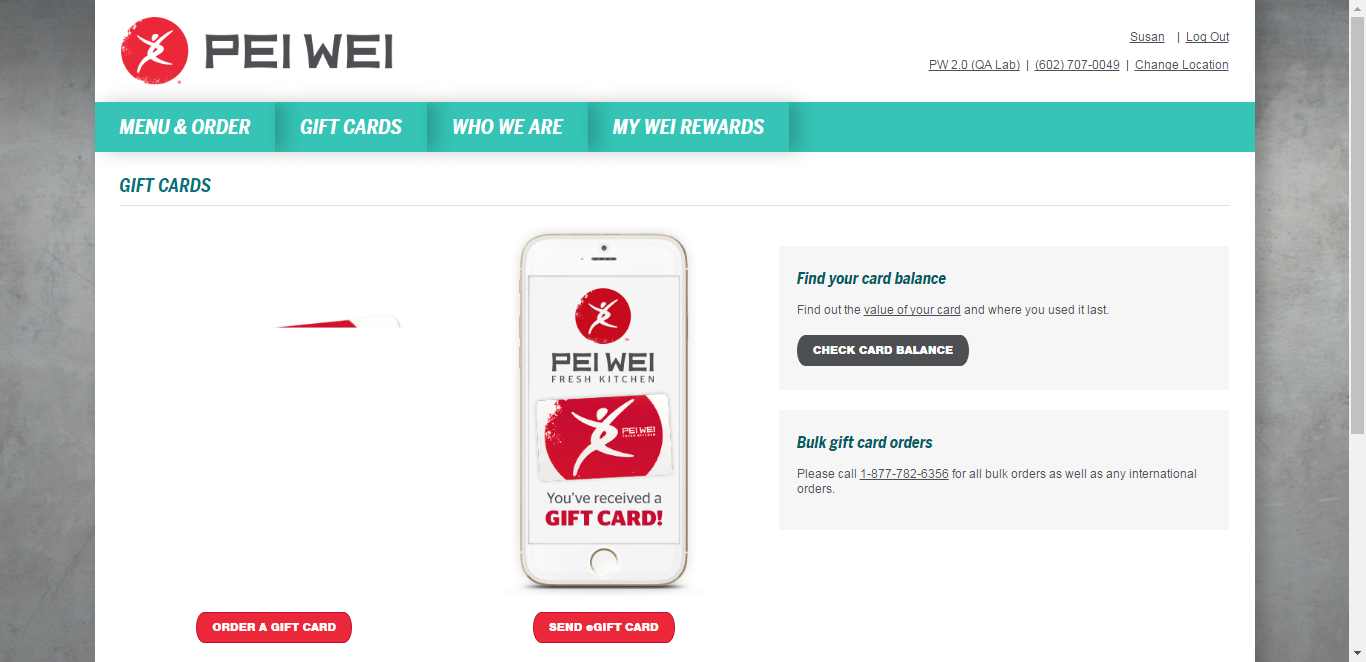 PEI WEI
Susan | Log Out
PW 2.0 (QA Lab) | (602) 707-0049 | Change Location
MENU & ORDER GIFT CARDS WHO WE ARE MY WEI REWARDS
GIFT CARDS
PEI WEI
FRESH KITCHEN
PEI WEI
FRESH KITCHEN
You've received a
GIFT CARD!
ORDER A GIFT CARD
SEND eGIFT CARD
Find your card balance
Find out the value of your card and where you used it last.
CHECK CARD BALANCE
Bulk gift card orders
Please call 1-877-782-6356 for all bulk orders as well as any international
orders.